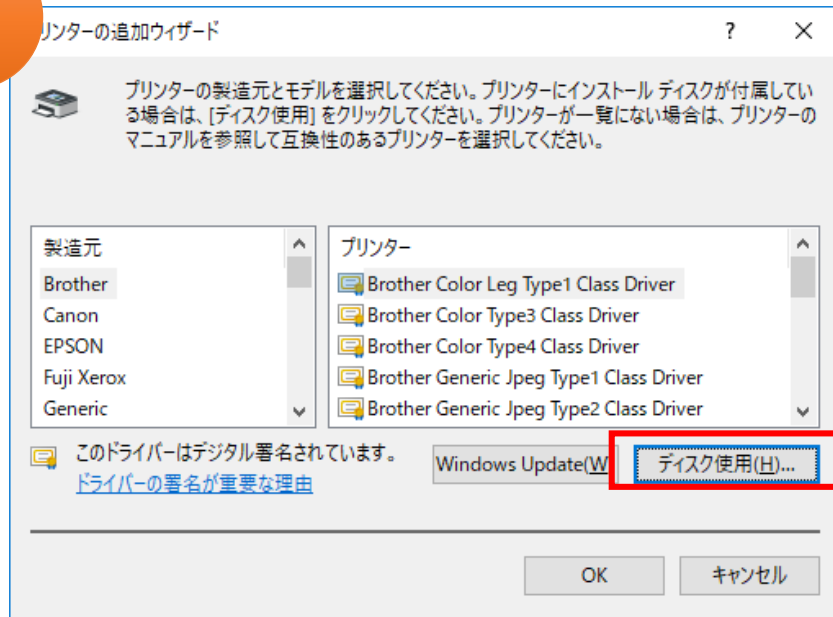 リンターの追加ウィザード
?
プリンターの製造元とモデルを選択してください。プリンターにインストール ディスクが付属してい
る場合は、[ディスク使用] をクリックしてください。プリンターが一覧にない場合は、プリンターの
マニュアルを参照して互換性のあるプリンターを選択してください。
製造元
Brother
Canon
EPSON
Fuji Xerox
Generic
プリンター
Brother Color Leg Type1 Class Driver
Brother Color Type3 Class Driver
Brother Color Type4 Class Driver
Brother Generic Jpeg Type1 Class Driver
Brother Generic Jpeg Type2 Class Driver
このドライバーはデジタル署名されています。
ドライバーの署名が重要な理由
Windows Update(W
ディスク使用(H)...
OK
キャンセル